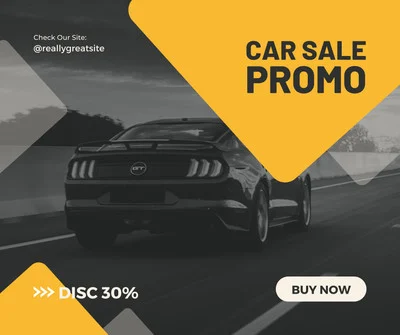 Check Our Site:
@reallygreatsite
CAR SALE
PROMO
GT
>>> DISC 30%
BUY NOW